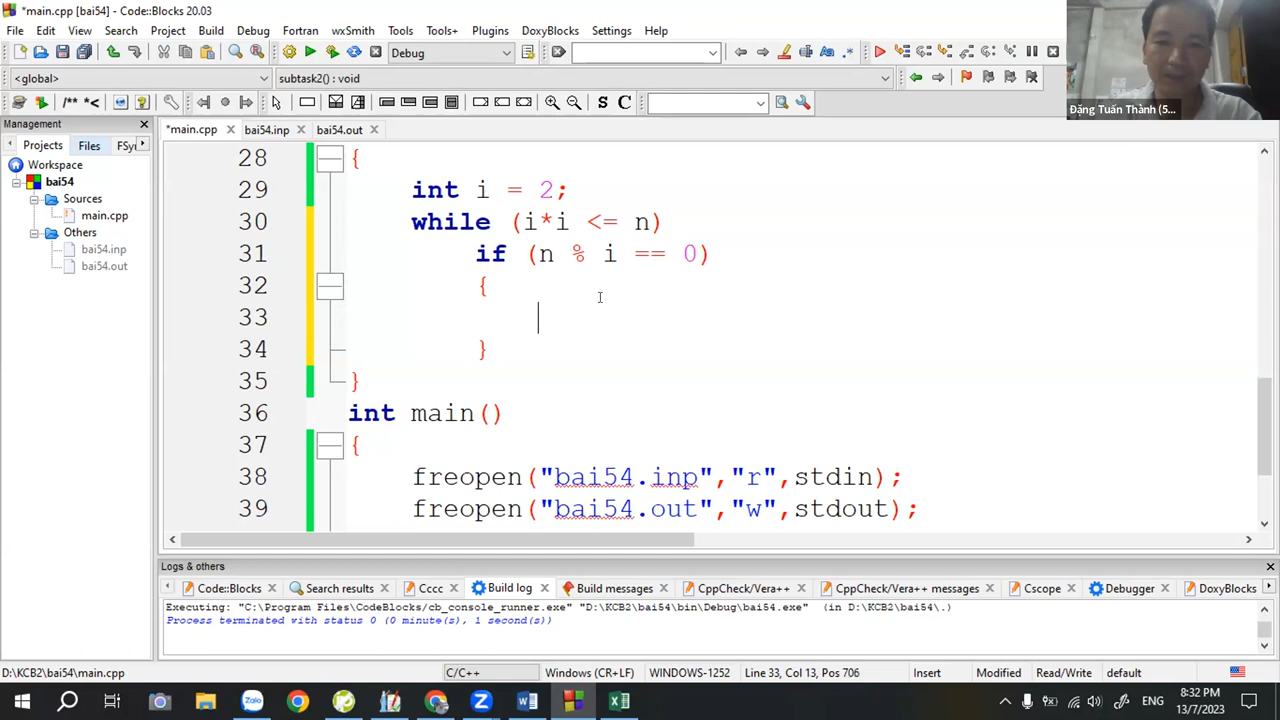 *main.cpp [bai54] - Code::Blocks 20.03
File Edit View Search Project Build Debug Fortran wxSmith Tools Tools+ Plugins DoxyBlocks Settings Help
Debug
<global> subtask2() : void
/** *< S C
Đặng Tuấn Thành (5...
Management
Projects Files FSy
Workspace
bai54
Sources
main.cpp
Others
bai54.inp
bai54.out
*main.cpp bai54.inp bai54.out
28 {
29 int i = 2;
30 while (i*i <= n)
31 if (n % i == 0)
32 {
33
34 }
35 }
36 int main()
37 {
38 freopen("bai54.inp","r",stdin);
39 freopen("bai54.out","w",stdout);
Logs & others
Code::Blocks Search results Cccc Build log Build messages CppCheck/Vera++ CppCheck/Vera++ messages Cscope Debugger DoxyBlocks
Executing: "C:\Program Files\CodeBlocks/cb_console_runner.exe" "D:\KCB2\bai54\bin\Debug\bai54.exe" (in D:\KCB2\bai54\.)
Process terminated with status 0 (0 minute(s), 1 second(s))
D:\KCB2\bai54\main.cpp C/C++ Windows (CR+LF) WINDOWS-1252 Line 33, Col 13, Pos 706 Insert Modified Read/Write default
Zalo
ENG
8:32 PM
13/7/2023